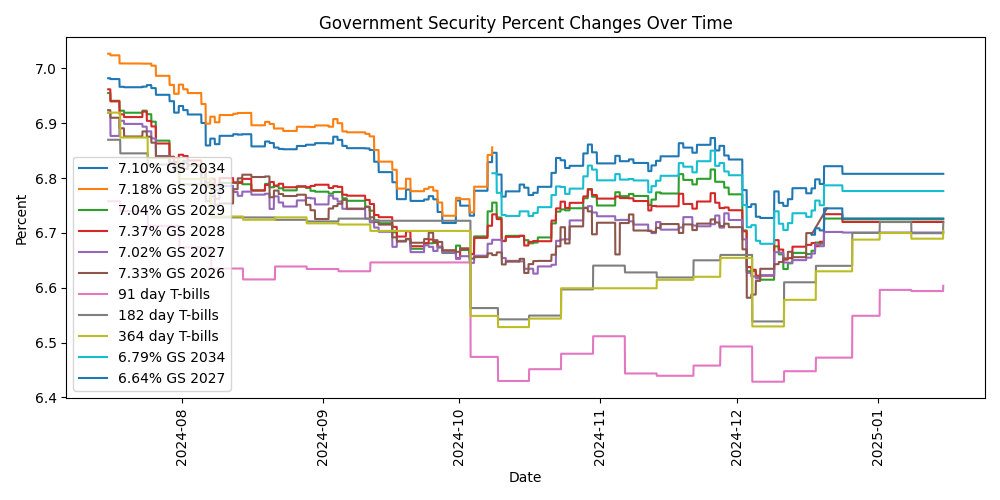 Government Security Percent Changes Over Time
7.0
6.9
6.8
6.7
6.6
6.5
6.4
Percent
7.10% GS 2034
7.18% GS 2033
7.04% GS 2029
7.37% GS 2028
7.02% GS 2027
7.33% GS 2026
91 day T-bills
182 day T-bills
364 day T-bills
6.79% GS 2034
6.64% GS 2027
2024-08
2024-09
2024-10
2024-11
2024-12
2025-01
Date